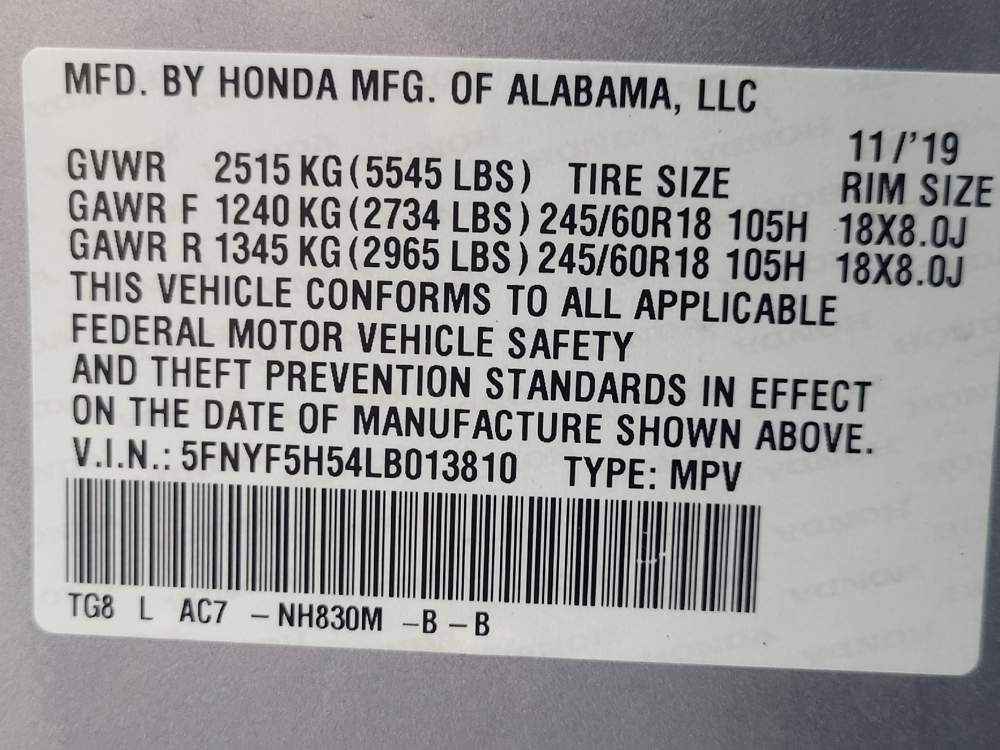 MFD. BY HONDA MFG. OF ALABAMA, LLC
11/'19
GVWR 2515 KG (5545 LBS) TIRE SIZE RIM SIZE
GAWR F 1240 KG (2734 LBS) 245/60R18 105H 18X8.0J
GAWR R 1345 KG (2965 LBS) 245/60R18 105H 18X8.0J
THIS VEHICLE CONFORMS TO ALL APPLICABLE
FEDERAL MOTOR VEHICLE SAFETY
AND THEFT PREVENTION STANDARDS IN EFFECT
ON THE DATE OF MANUFACTURE SHOWN ABOVE.
V.I.N.: 5FNYF5H54LB013810 TYPE: MPV
TG8 L AC7 – NH830M – B – B